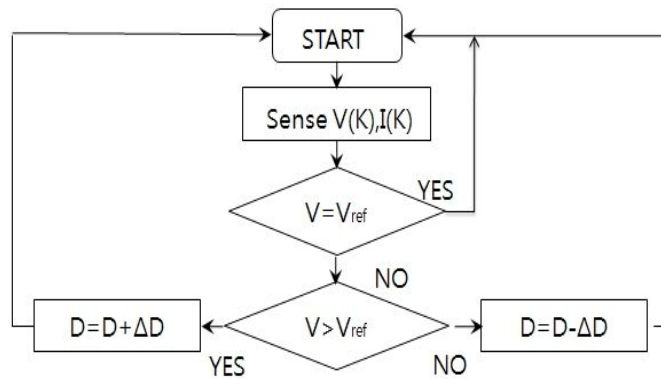 START
Sense V(K),I(K)
YES
V=Vref
NO
D=D+ΔD
V>Vref
D=D-ΔD
YES
NO